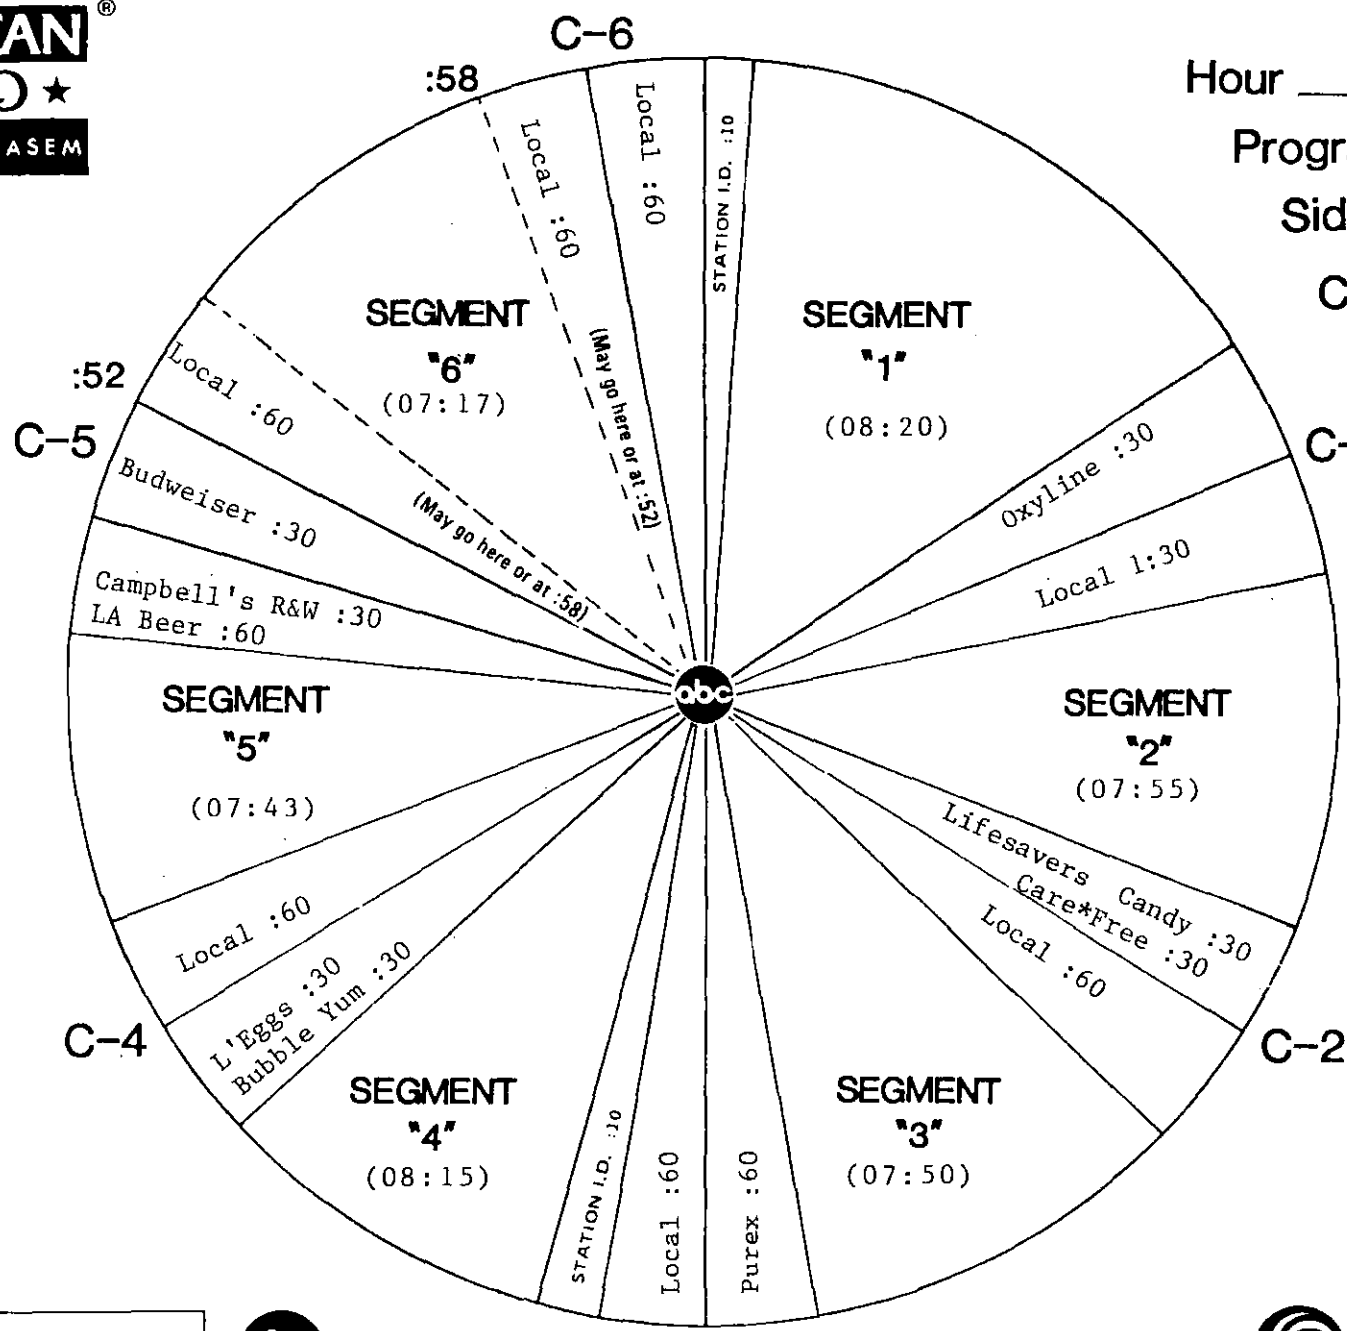 ®
C-6
:58
Hour
Local :60
Local :60
STATION I.D. :10
ASEM
SEGMENT
"6"
(07:17)
SEGMENT
"1"
(08:20)
(May go here or at :52)
:52
Local :60
C-5
(May go here or at :58)
Budweiser :30
Oxyline :30
Campbell's R&W :30
LA Beer :60
Local 1:30
abc
SEGMENT
"5"
(07:43)
SEGMENT
"2"
(07:55)
Lifesavers Candy :30
Care*Free :30
Local :60
Local :60
C-4
L'Eggs :30
Bubble Yum :30
C-2
SEGMENT
"4"
(08:15)
SEGMENT
"3"
(07:50)
STATION I.D. :10
Local :60
Purex :60